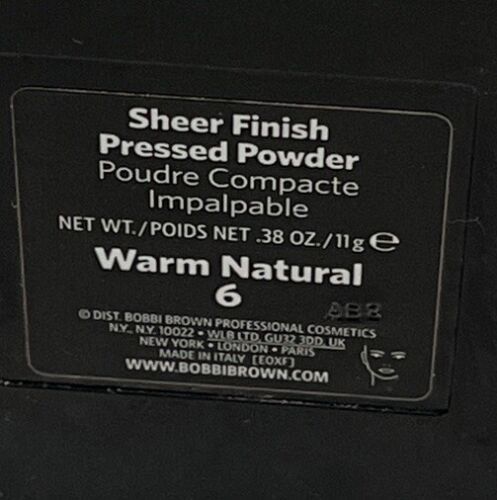 Sheer Finish
Pressed Powder
Poudre Compacte
Impalpable
NET WT./POIDS NET .38 OZ./11g ℮
Warm Natural
6
© DIST. BOBBI BROWN PROFESSIONAL COSMETICS
N.Y., N.Y. 10022 • WLB LTD, GU32 3DD, UK
NEW YORK • LONDON • PARIS
MADE IN ITALY [EOXF]
WWW.BOBBIBROWN.COM